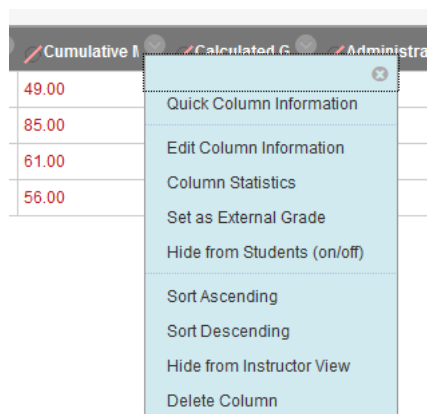 Cumulative M Calculated G Administra
49.00
85.00
61.00
56.00
Quick Column Information
Edit Column Information
Column Statistics
Set as External Grade
Hide from Students (on/off)
Sort Ascending
Sort Descending
Hide from Instructor View
Delete Column